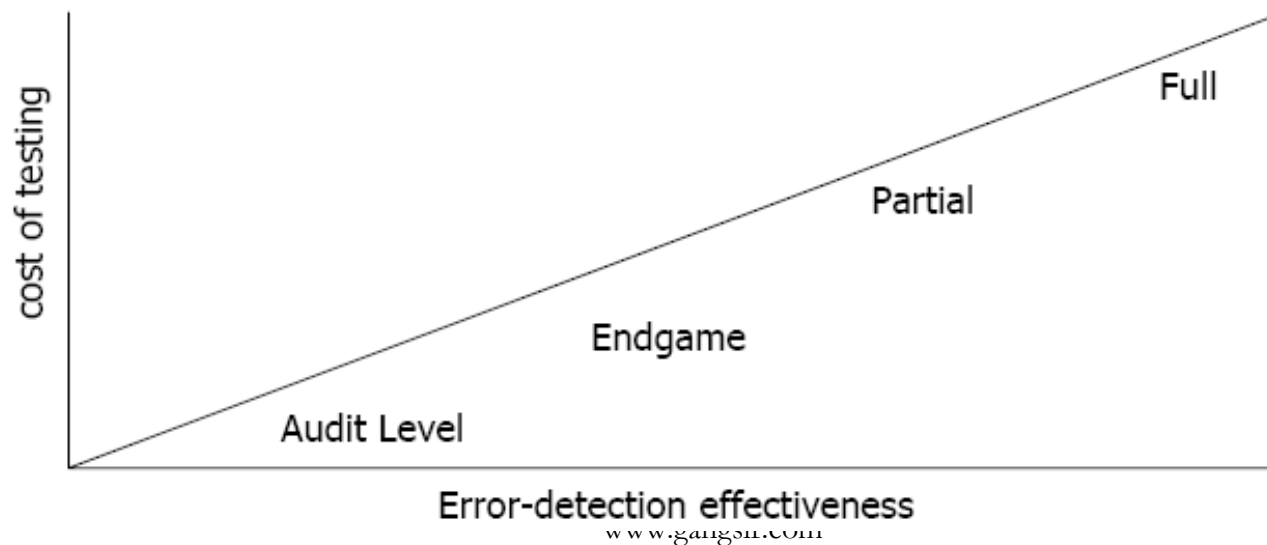 cost of testing
Full
Partial
Endgame
Audit Level
Error-detection effectiveness